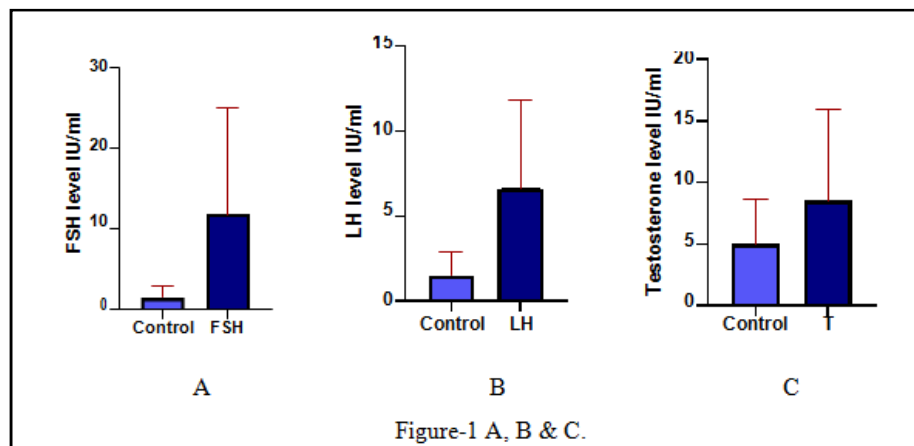 FSH level IU/ml
30
20
10
0
Control FSH
A
LH level IU/ml
15
10
5
0
Control LH
B
Testosterone level IU/ml
20
15
10
5
0
Control T
C
Figure-1 A, B & C.